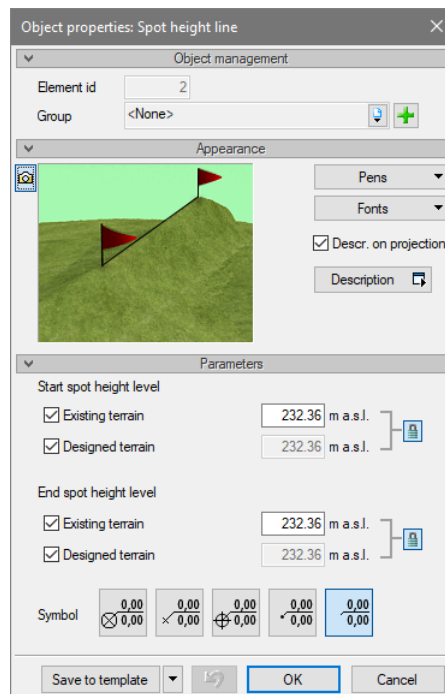 Object properties: Spot height line
Object management
Element id 2
Group <None>
Appearance
Pens
Fonts
Descr. on projection
Description
Parameters
Start spot height level
Existing terrain 232.36 m a.s.l.
Designed terrain 232.36 m a.s.l.
End spot height level
Existing terrain 232.36 m a.s.l.
Designed terrain 232.36 m a.s.l.
0,00 0,00 0,00 0,00 0,00
Symbol
0,00 0,00 0,00 0,00 0,00
Save to template OK Cancel